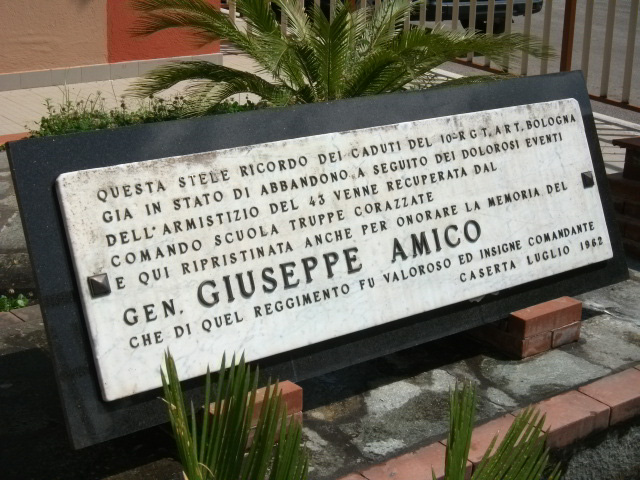 QUESTA STELE RICORDO DEI CADUTI DEL 10º RGT. ART. BOLOGNA
GIA IN STATO DI ABBANDONO A SEGUITO DEI DOLOROSI EVENTI
DELL'ARMISTIZIO DEL 43 VENNE RECUPERATA DAL
COMANDO SCUOLA TRUPPE CORAZZATE
E QUI RIPRISTINATA ANCHE PER ONORARE LA MEMORIA DEL
GEN. GIUSEPPE AMICO
CHE DI QUEL REGGIMENTO FU VALOROSO ED INSIGNE COMANDANTE
CASERTA LUGLIO 1962